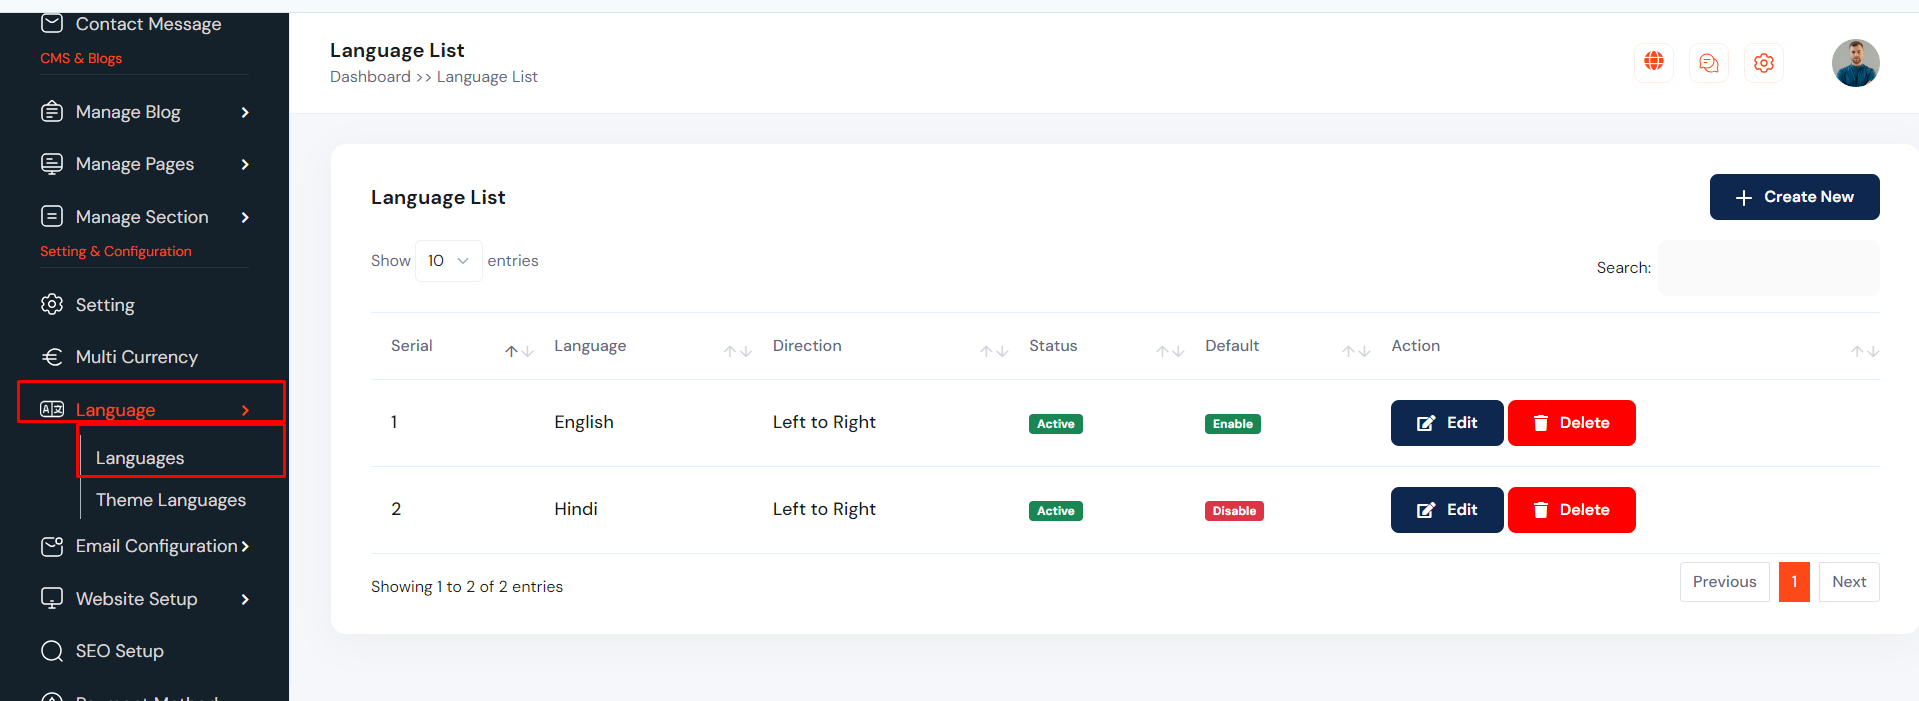 Contact Message
CMS & Blogs
Manage Blog
Manage Pages
Manage Section
Setting & Configuration
Setting
Multi Currency
Language
Languages
Theme Languages
Email Configuration
Website Setup
SEO Setup
Payment Method
Language List
Dashboard >> Language List
Language List
Create New
Show 10 entries
Search:
Serial Language Direction Status Default Action
1 English Left to Right Active Enable Edit Delete
2 Hindi Left to Right Active Disable Edit Delete
Showing 1 to 2 of 2 entries
Previous 1 Next